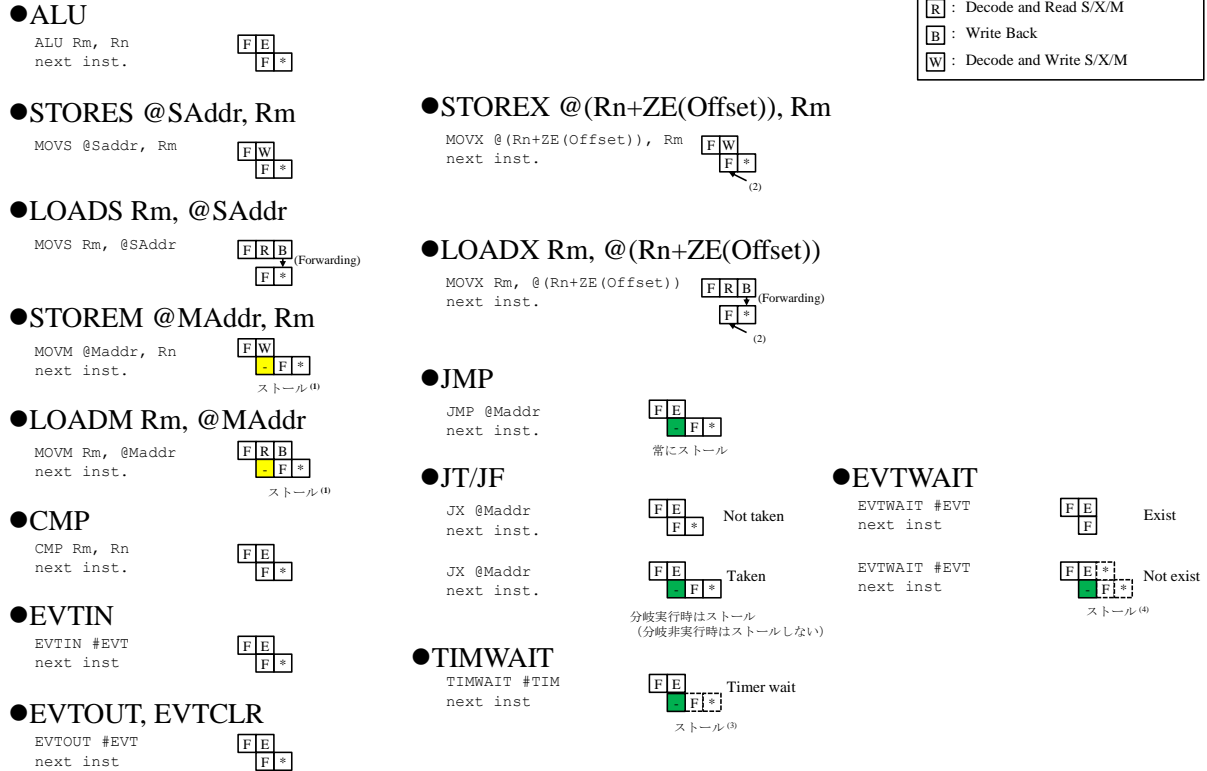 ●ALU
ALU Rm, Rn
next inst.
F E
F *
R : Decode and Read S/X/M
B : Write Back
W : Decode and Write S/X/M
●STORES @SAddr, Rm
MOVS @Saddr, Rm
F W
F *
●STOREX @(Rn+ZE(Offset)), Rm
MOVX @(Rn+ZE(Offset)), Rm
next inst.
F W
F *
(2)
●LOADS Rm, @SAddr
MOVS Rm, @SAddr
F R B
(Forwarding)
F *
●LOADX Rm, @(Rn+ZE(Offset))
MOVX Rm, @(Rn+ZE(Offset))
next inst.
F R B
(Forwarding)
F *
(2)
●STOREM @MAddr, Rm
MOVM @Maddr, Rn
next inst.
F W
- F *
ストール(1)
●LOADM Rm, @MAddr
MOVM Rm, @Maddr
next inst.
F R B
- F *
ストール(1)
●JMP
JMP @Maddr
next inst.
F E
- F *
常にストール
●CMP
CMP Rm, Rn
next inst.
F E
F *
●JT/JF
JX @Maddr
next inst.
F E
F *
Not taken
JX @Maddr
next inst.
F E
- F *
Taken
分岐実行時はストール
（分岐非実行時はストールしない）
●EVTWAIT
EVTWAIT #EVT
next inst
F E
F
Exist
EVTWAIT #EVT
next inst
F E *
- F *
Not exist
ストール(4)
●EVTIN
EVTIN #EVT
next inst
F E
F *
●TIMWAIT
TIMWAIT #TIM
next inst
F E
- F *
Timer wait
ストール(3)
●EVTOUT, EVTCLR
EVTOUT #EVT
next inst
F E
F *